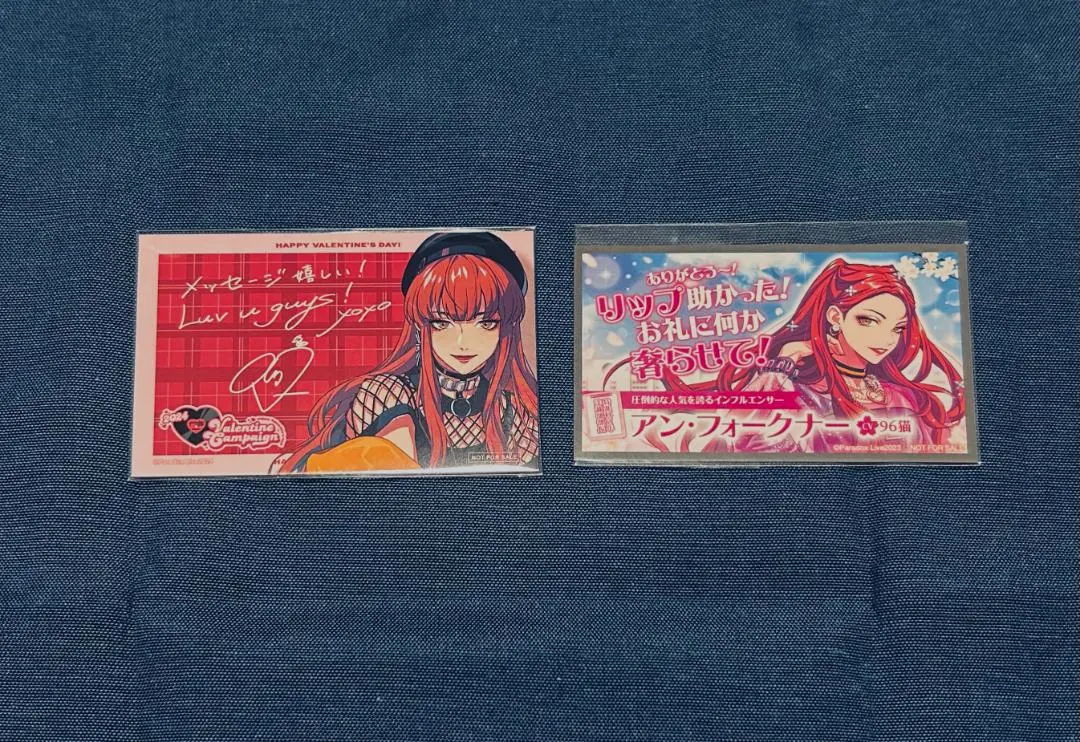 HAPPY VALENTINE'S DAY!
メッセージ嬉しい!
Luv u guys! xoxo
2024
Valentine
Campaign
©Paradox Live2024
NOT FOR SALE
ありがとう〜!
リップ助かった!
お礼に何か
奢らせて!
圧倒的な人気を誇るインフルエンサー
アン・フォークナー CV 96猫
©Paradox Live2023 NOT FOR SALE